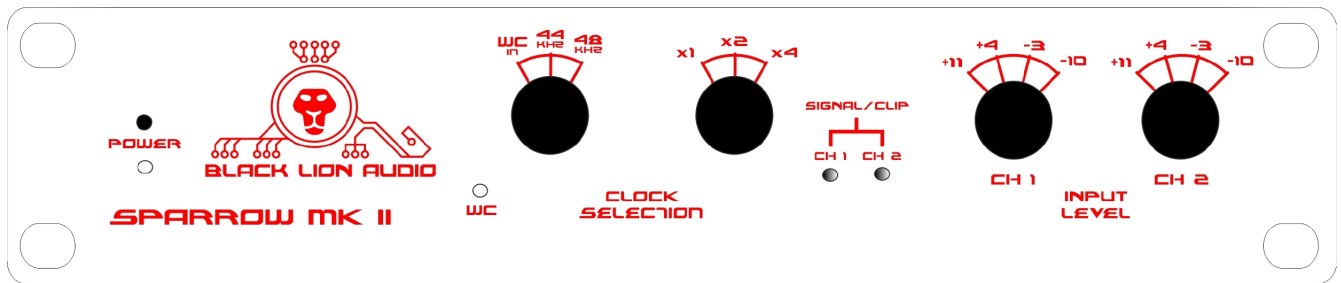 POWER
BLACK LION AUDIO
SPARROW MK II
WC
IN
44
KHZ
48
KHZ
x1
x2
x4
WC
CLOCK
SELECTION
SIGNAL/CLIP
CH 1
CH 2
+11
+4
-3
-10
CH 1
+11
+4
-3
-10
CH 2
INPUT
LEVEL